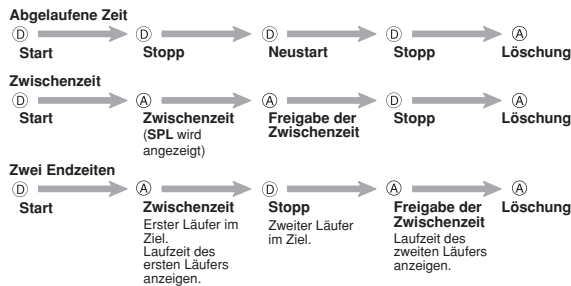 Abgelaufene Zeit
D D D D A
Start Stopp Neustart Stopp Löschung
Zwischenzeit
D A A D A
Start Zwischenzeit Freigabe der Stopp Löschung
(SPL wird Zwischenzeit
angezeigt)
Zwei Endzeiten
D A D A A
Start Zwischenzeit Stopp Freigabe der Löschung
Zwischenzeit
Erster Läufer im
Ziel.
Laufzeit des
ersten Läufers
anzeigen.
Zweiter Läufer
im Ziel.
Laufzeit des
zweiten Läufers
anzeigen.